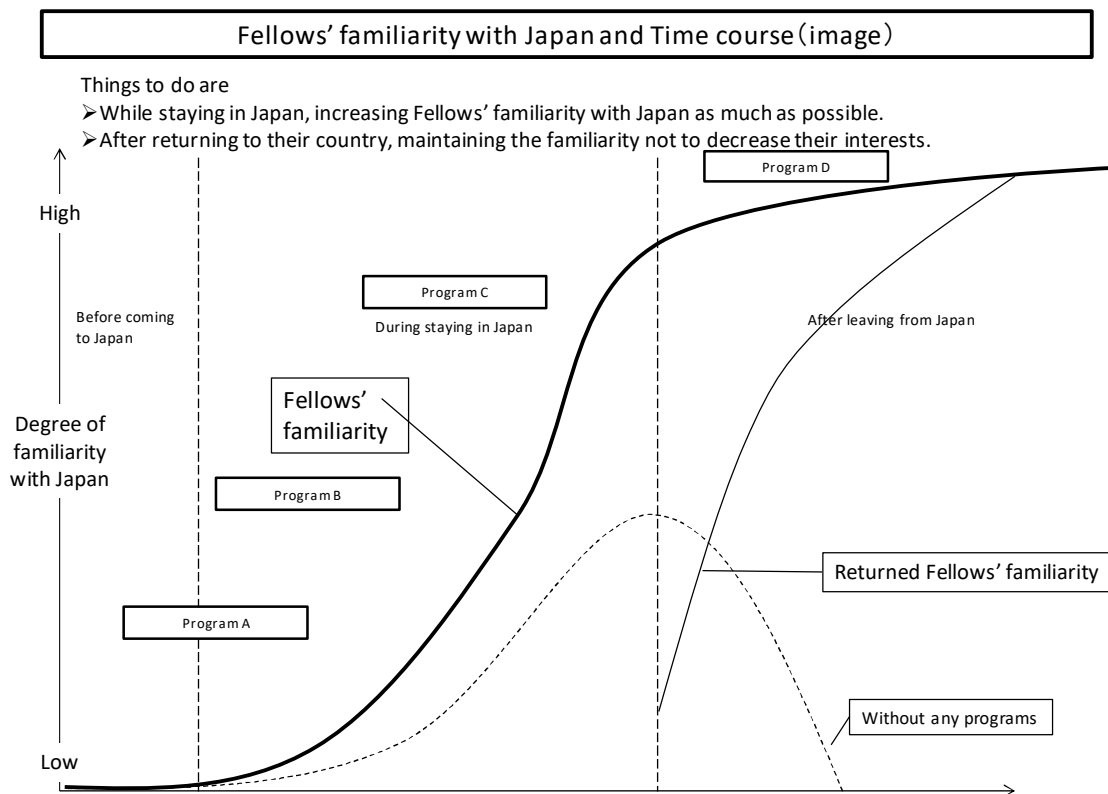 Fellows’ familiarity with Japan and Time course（image）
Things to do are
➢While staying in Japan, increasing Fellows’ familiarity with Japan as much as possible.
➢After returning to their country, maintaining the familiarity not to decrease their interests.
Program D
High
Program C
Before coming
to Japan
During staying in Japan
After leaving from Japan
Fellows’
familiarity
Degree of
familiarity
with Japan
Program B
Returned Fellows’ familiarity
Program A
Without any programs
Low